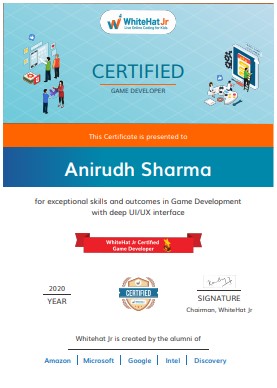 WhiteHat Jr
Live Online Coding for Kids
CERTIFIED
GAME DEVELOPER
This Certificate is presented to
Anirudh Sharma
for exceptional skills and outcomes in Game Development
with deep UI/UX interface
WhiteHat Jr Certified
Game Developer
2020
YEAR
CERTIFIED
SIGNATURE
Chairman, WhiteHat Jr
Whitehat Jr is created by the alumni of
Amazon | Microsoft | Google | Intel | Discovery